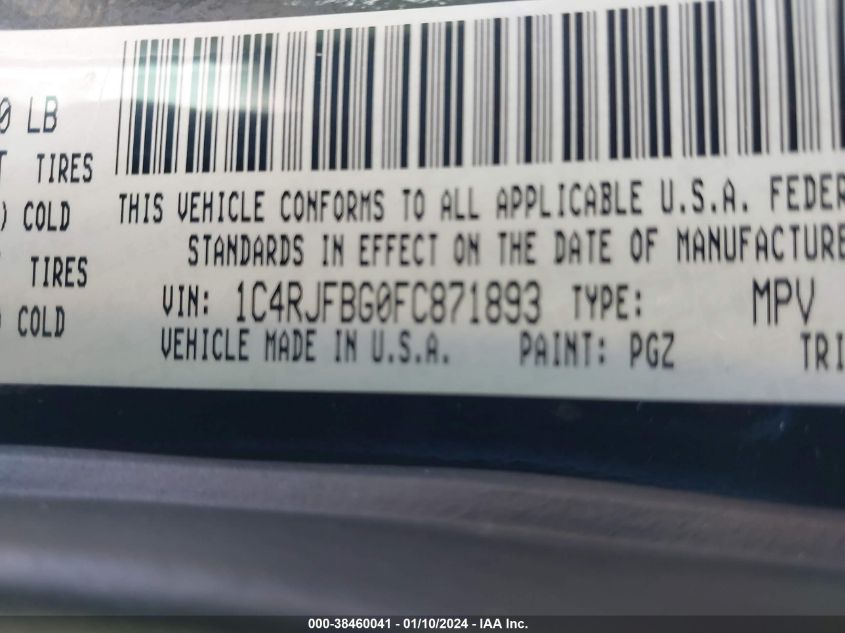 0 LB
T TIRES
) COLD
TIRES
COLD
THIS VEHICLE CONFORMS TO ALL APPLICABLE U.S.A. FEDER
STANDARDS IN EFFECT ON THE DATE OF MANUFACTURE
VIN: 1C4RJFBG0FC871893 TYPE: MPV
VEHICLE MADE IN U.S.A. PAINT: PGZ TRI
000-38460041 - 01/10/2024 - IAA Inc.